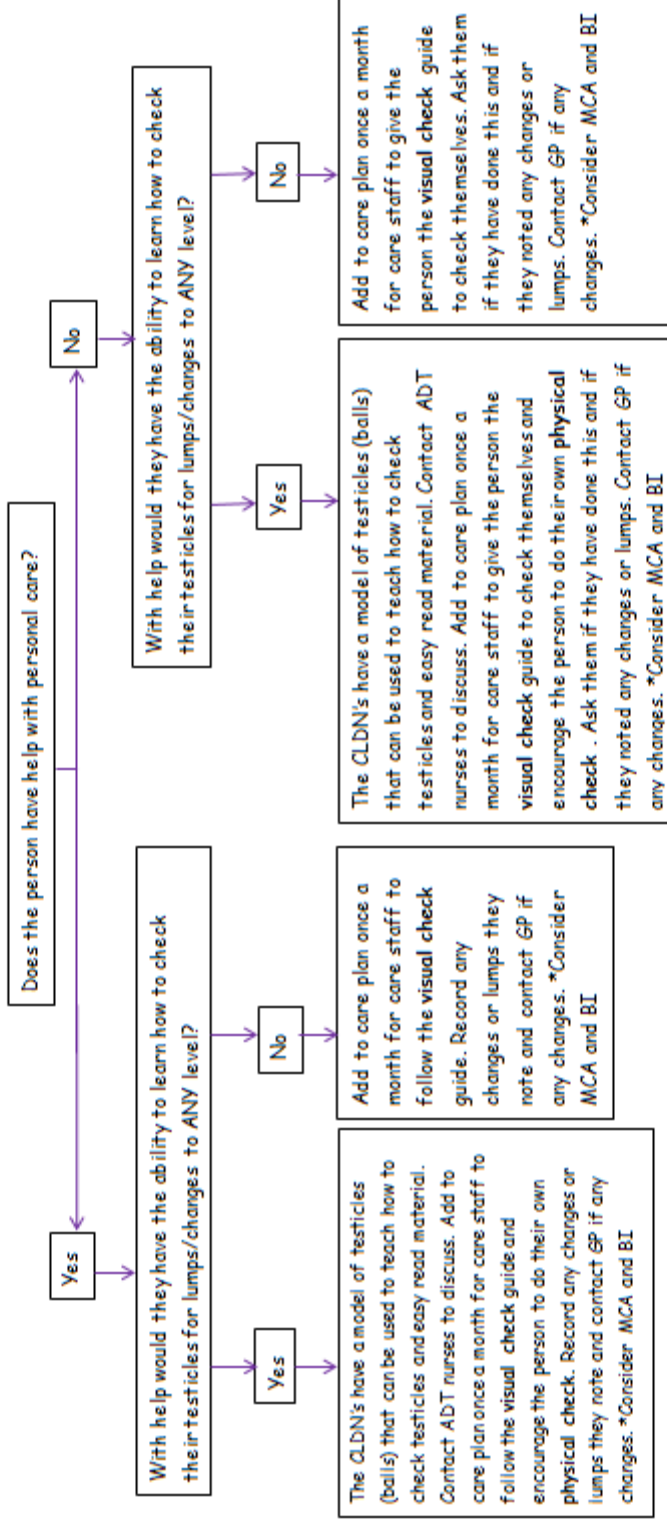 Does the person have help with personal care?
Yes
No
With help would they have the ability to learn how to check
their testicles for lumps/changes to ANY level?
With help would they have the ability to learn how to check
their testicles for lumps/changes to ANY level?
Yes
No
Yes
No
The CLDN's have a model of testicles
(balls) that can be used to teach how to
check testicles and easy read material.
Contact ADT nurses to discuss. Add to
care plan once a month for care staff to
follow the visual check guide and
encourage the person to do their own
physical check. Record any changes or
lumps they note and contact GP if any
changes. *Consider MCA and BI
Add to care plan once a
month for care staff to
follow the visual check
guide. Record any
changes or lumps they
note and contact GP if
any changes. *Consider
MCA and BI
The CLDN's have a model of testicles (balls)
that can be used to teach how to check
testicles and easy read material. Contact ADT
nurses to discuss. Add to care plan once a
month for care staff to give the person the
visual check guide to check themselves and
encourage the person to do their own physical
check . Ask them if they have done this and if
they noted any changes or lumps. Contact GP if
any changes. *Consider MCA and BI
Add to care plan once a month
for care staff to give the
person the visual check guide
to check themselves. Ask them
if they have done this and if
they noted any changes or
lumps. Contact GP if any
changes. *Consider MCA and BI